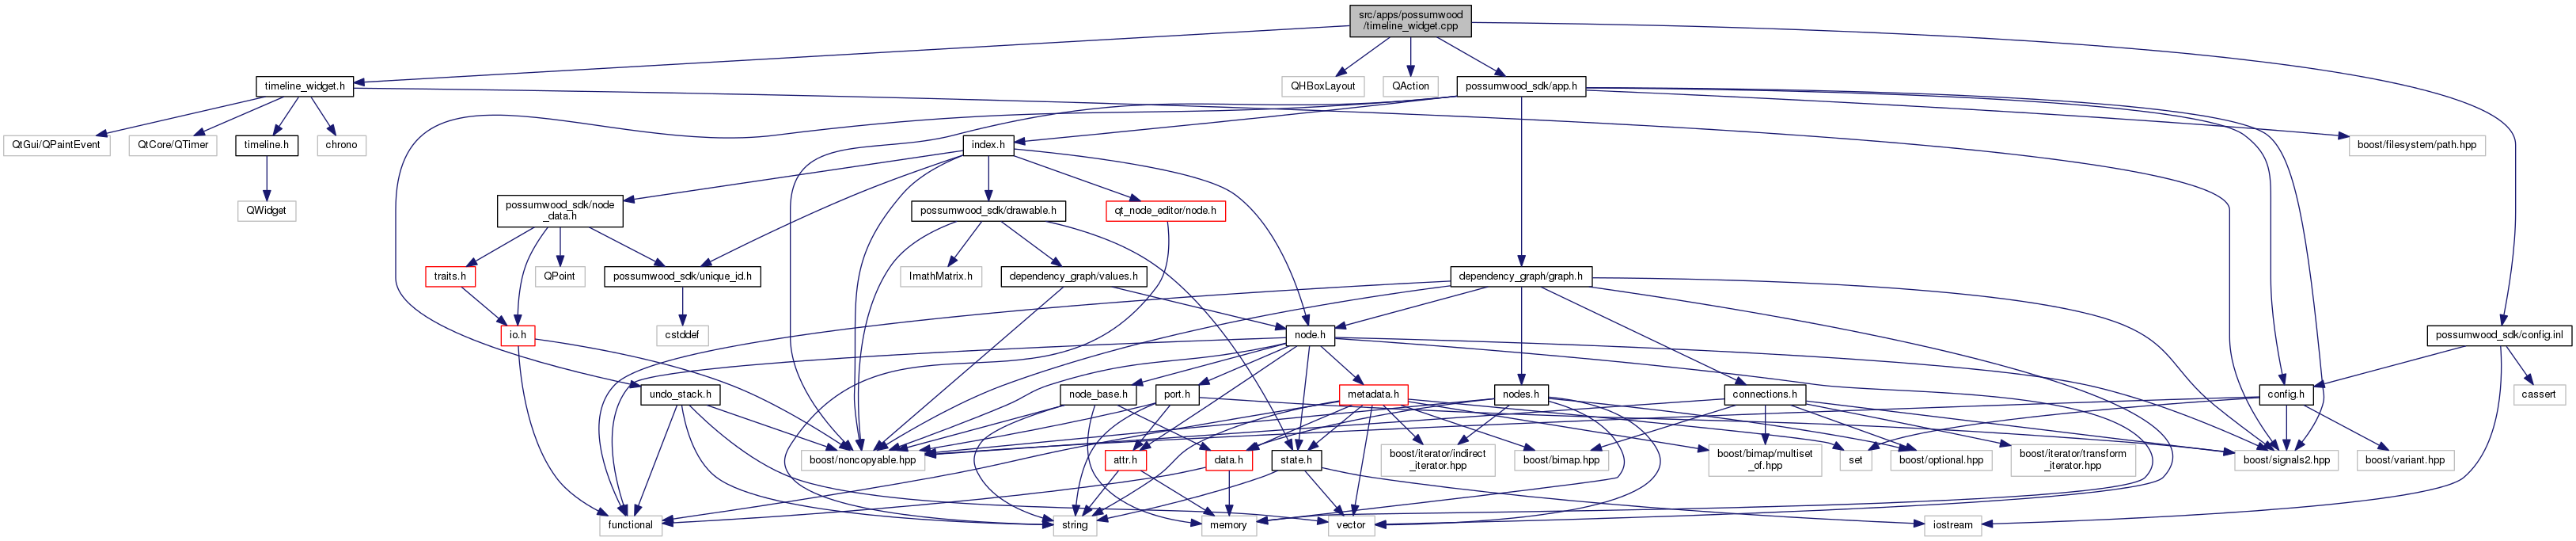 src/apps/possumwood
/timeline_widget.cpp
timeline_widget.h
QHBoxLayout
QAction
possumwood_sdk/app.h
QtGui/QPaintEvent
QtCore/QTimer
timeline.h
chrono
index.h
boost/filesystem/path.hpp
QWidget
possumwood_sdk/node
_data.h
possumwood_sdk/drawable.h
qt_node_editor/node.h
traits.h
QPoint
possumwood_sdk/unique_id.h
ImathMatrix.h
dependency_graph/values.h
dependency_graph/graph.h
io.h
cstddef
node.h
possumwood_sdk/config.inl
undo_stack.h
node_base.h
port.h
metadata.h
nodes.h
connections.h
config.h
cassert
boost/noncopyable.hpp
attr.h
data.h
state.h
boost/iterator/indirect
_iterator.hpp
boost/bimap.hpp
boost/bimap/multiset
_of.hpp
set
boost/optional.hpp
boost/iterator/transform
_iterator.hpp
boost/signals2.hpp
boost/variant.hpp
functional
string
memory
vector
iostream